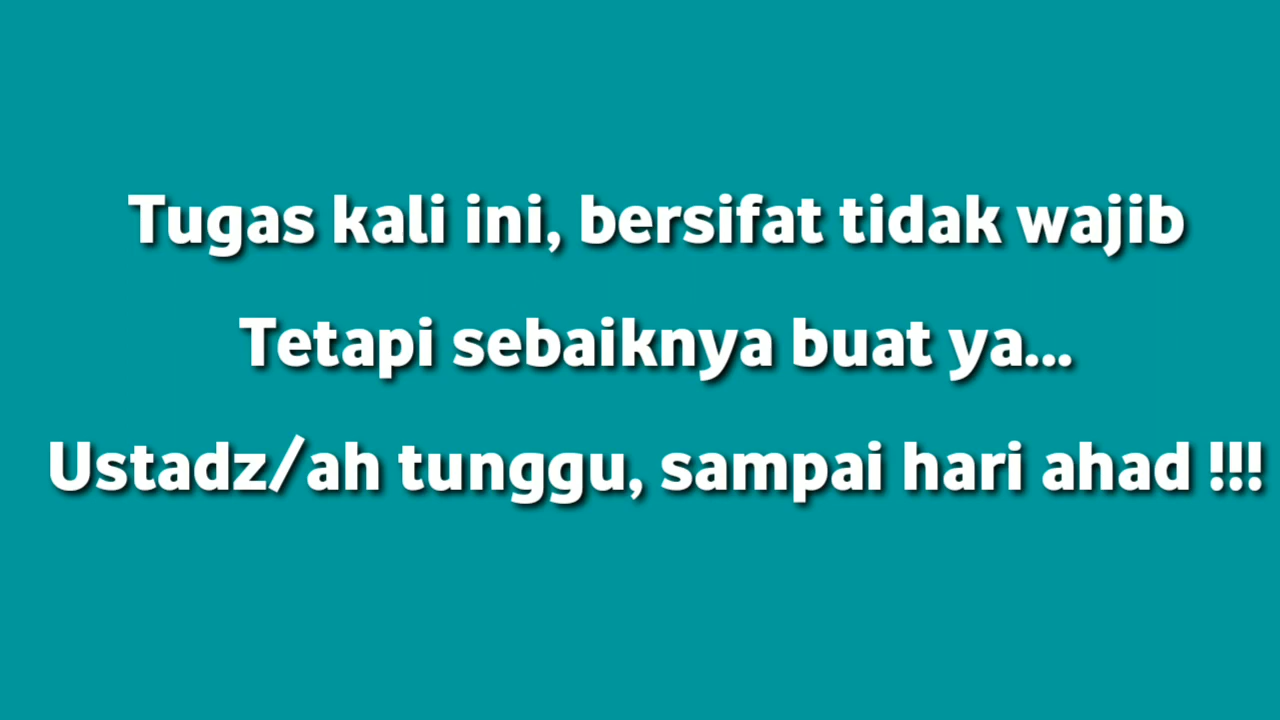 Tugas kali ini, bersifat tidak wajib
Tetapi sebaiknya buat ya...
Ustadz/ah tunggu, sampai hari ahad !!!